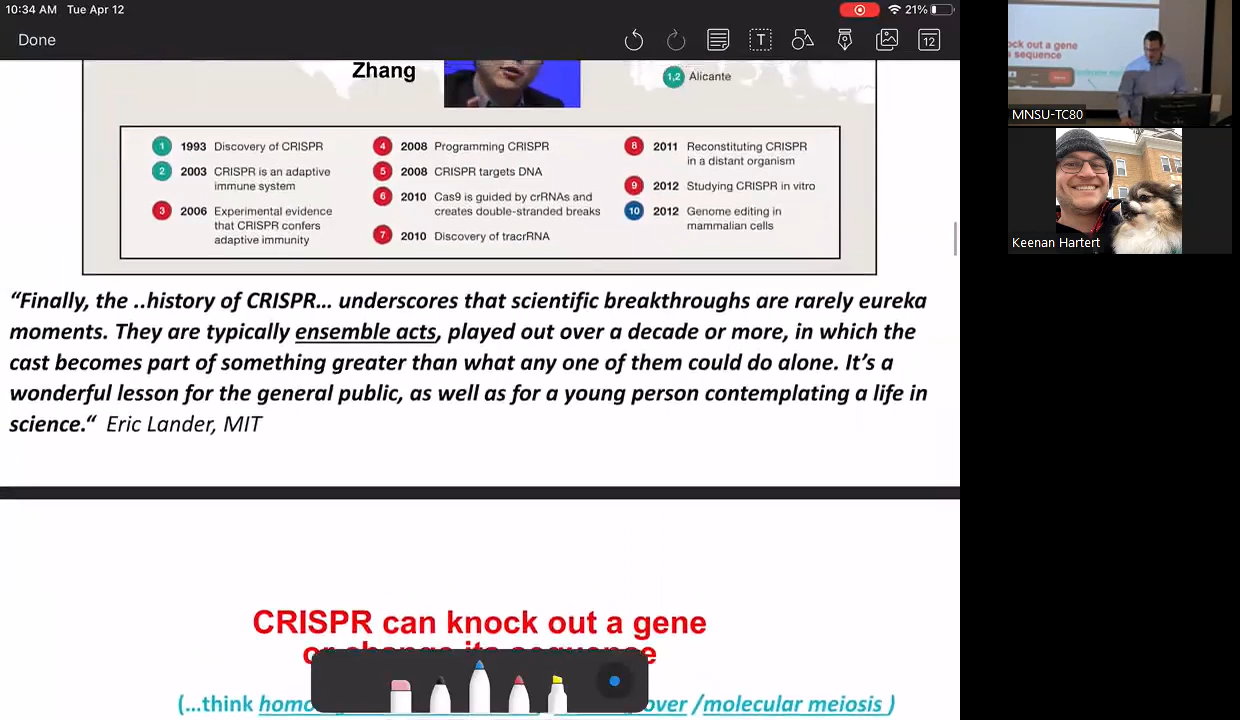 10:34 AM Tue Apr 12
21%
Done
12
Zhang
1,2 Alicante
1 1993 Discovery of CRISPR
2 2003 CRISPR is an adaptive
immune system
3 2006 Experimental evidence
that CRISPR confers
adaptive immunity
4 2008 Programming CRISPR
5 2008 CRISPR targets DNA
6 2010 Cas9 is guided by crRNAs and
creates double-stranded breaks
7 2010 Discovery of tracrRNA
8 2011 Reconstituting CRISPR
in a distant organism
9 2012 Studying CRISPR in vitro
10 2012 Genome editing in
mammalian cells
“Finally, the ..history of CRISPR... underscores that scientific breakthroughs are rarely eureka
moments. They are typically ensemble acts, played out over a decade or more, in which the
cast becomes part of something greater than what any one of them could do alone. It’s a
wonderful lesson for the general public, as well as for a young person contemplating a life in
science.“ Eric Lander, MIT
CRISPR can knock out a gene
or change its sequence
(...think over /molecular meiosis )
ock out a gene
s sequence
MNSU-TC80
Keenan Hartert